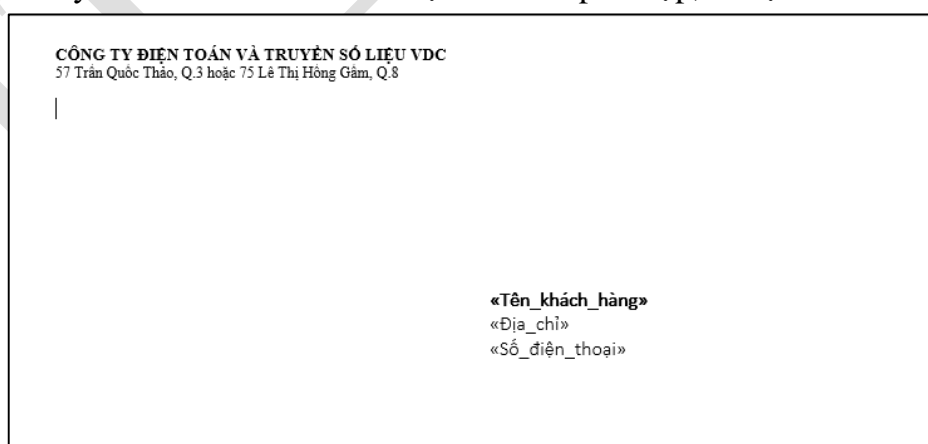 CÔNG TY ĐIỆN TOÁN VÀ TRUYỀN SỐ LIỆU VDC
57 Trần Quốc Thảo, Q.3 hoặc 75 Lê Thị Hồng Gấm, Q.8
«Tên_khách_hàng»
«Địa_chỉ»
«Số_điện_thoại»